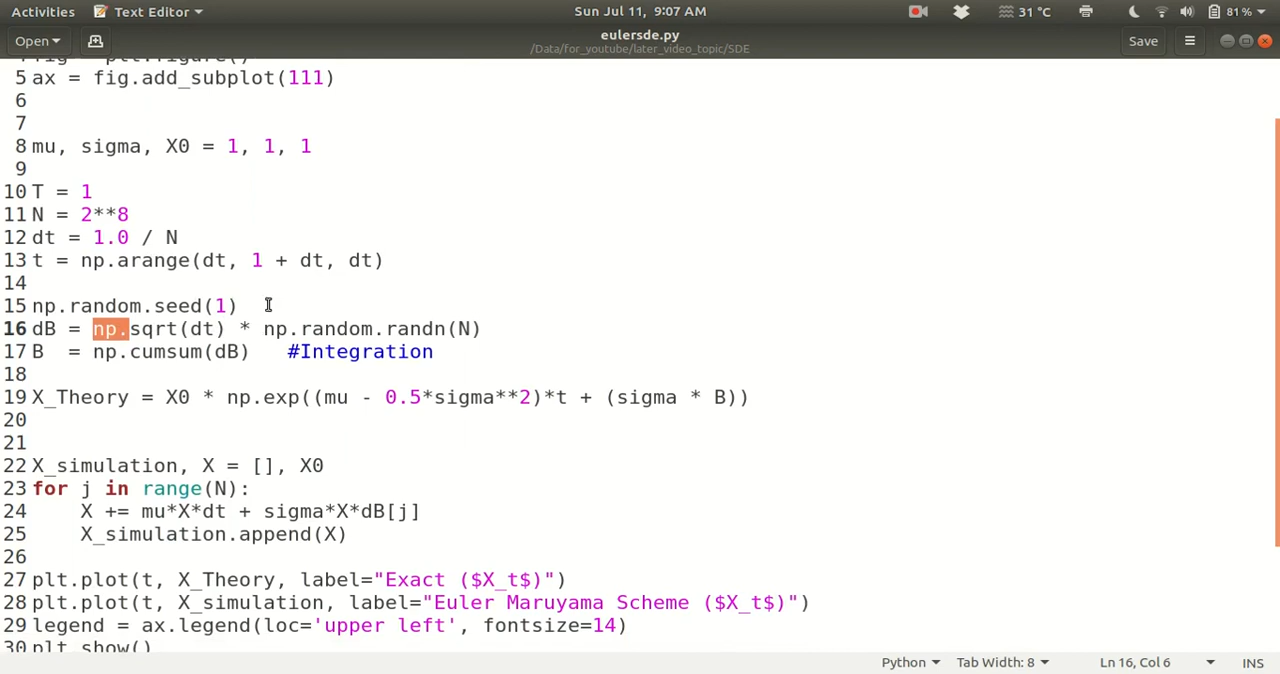 Activities Text Editor Sun Jul 11, 9:07 AM 31 °C 81%
Open eulersde.py Save
/Data/for_youtube/later_video_topic/SDE
5 ax = fig.add_subplot(111)
6
7
8 mu, sigma, X0 = 1, 1, 1
9
10 T = 1
11 N = 2**8
12 dt = 1.0 / N
13 t = np.arange(dt, 1 + dt, dt)
14
15 np.random.seed(1)
16 dB = np.sqrt(dt) * np.random.randn(N)
17 B  = np.cumsum(dB)   #Integration
18
19 X_Theory = X0 * np.exp((mu - 0.5*sigma**2)*t + (sigma * B))
20
21
22 X_simulation, X = [], X0
23 for j in range(N):
24     X += mu*X*dt + sigma*X*dB[j]
25     X_simulation.append(X)
26
27 plt.plot(t, X_Theory, label="Exact ($X_t$)")
28 plt.plot(t, X_simulation, label="Euler Maruyama Scheme ($X_t$)")
29 legend = ax.legend(loc='upper left', fontsize=14)
30 plt.show()
Python Tab Width: 8 Ln 16, Col 6 INS